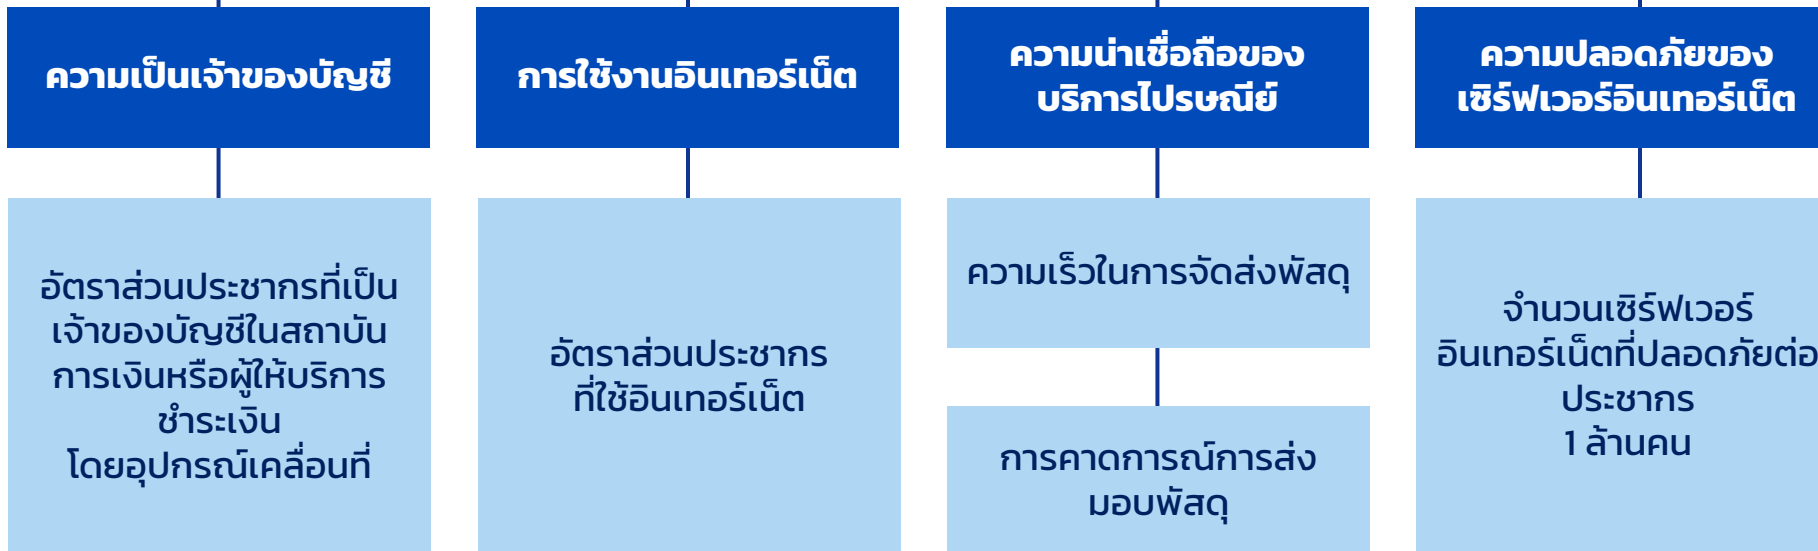 ความเป็นเจ้าของบัญชี
อัตราส่วนประชากรที่เป็น
เจ้าของบัญชีในสถาบัน
การเงินหรือผู้ให้บริการ
ชำระเงิน
โดยอุปกรณ์เคลื่อนที่
การใช้งานอินเทอร์เน็ต
อัตราส่วนประชากร
ที่ใช้อินเทอร์เน็ต
ความน่าเชื่อถือของ
บริการไปรษณีย์
ความเร็วในการจัดส่งพัสดุ
การคาดการณ์การส่ง
มอบพัสดุ
ความปลอดภัยของ
เซิร์ฟเวอร์อินเทอร์เน็ต
จำนวนเซิร์ฟเวอร์
อินเทอร์เน็ตที่ปลอดภัยต่อ
ประชากร
1 ล้านคน